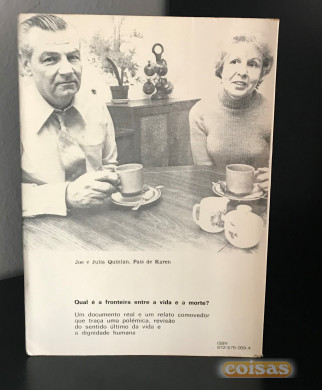 Joe e Julia Quinlan, Pais de Karen
Qual é a fronteira entre a vida e a morte?
Um documento real e um relato comovedor
que traça uma polémica, revisão
do sentido último da vida e
a dignidade humana
ISBN
coisas